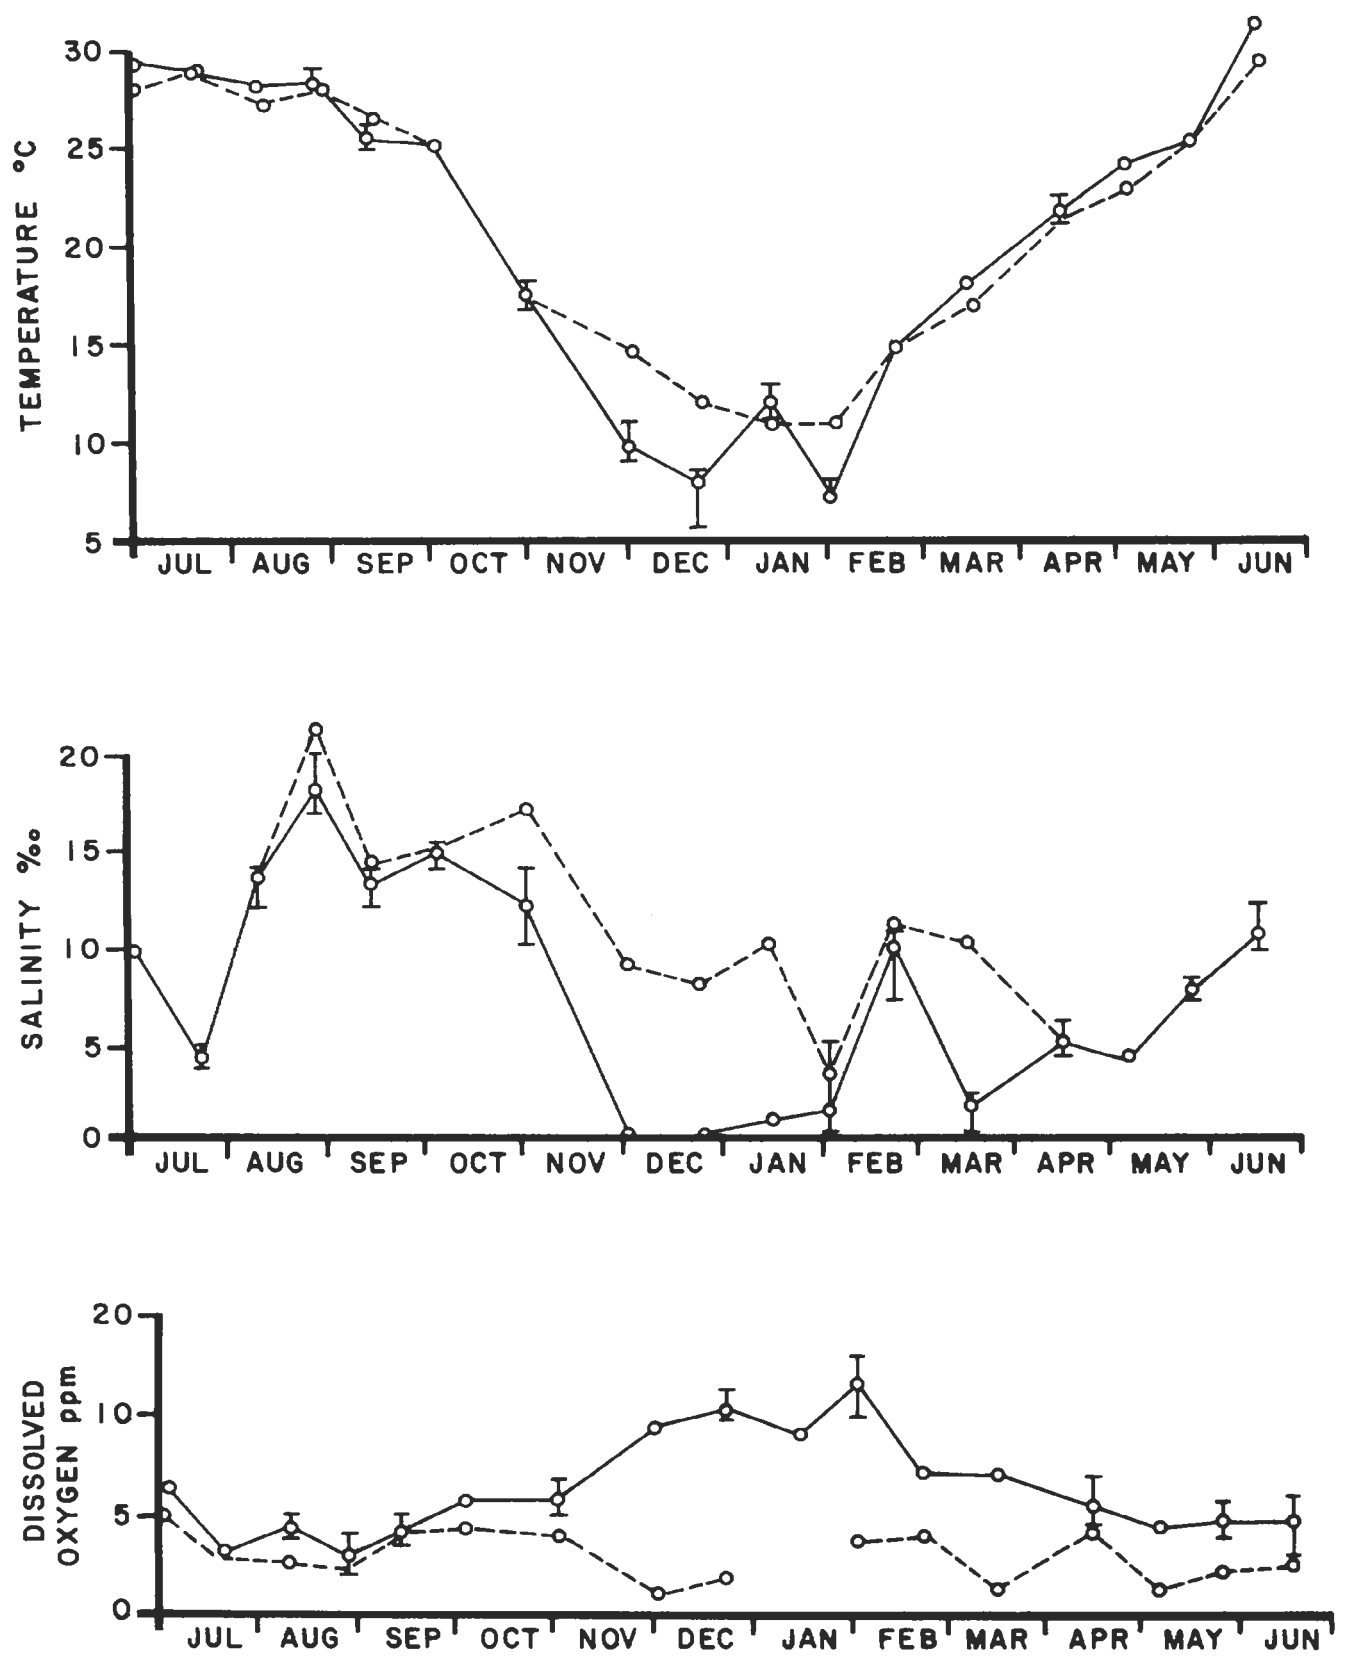 TEMPERATURE °C
30
25
20
15
10
5
JUL AUG SEP OCT NOV DEC JAN FEB MAR APR MAY JUN
SALINITY ‰
20
15
10
5
0
JUL AUG SEP OCT NOV DEC JAN FEB MAR APR MAY JUN
DISSOLVED
OXYGEN ppm
20
10
5
0
JUL AUG SEP OCT NOV DEC JAN FEB MAR APR MAY JUN